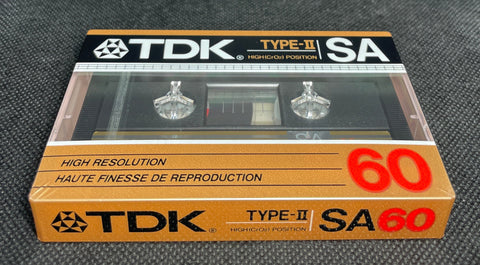 TDK® TYPE-II SA
HIGH(CrO₂) POSITION
SA
HIGH RESOLUTION
HAUTE FINESSE DE REPRODUCTION
60
TDK® TYPE-II SA60
HIGH(CrO₂) POSITION